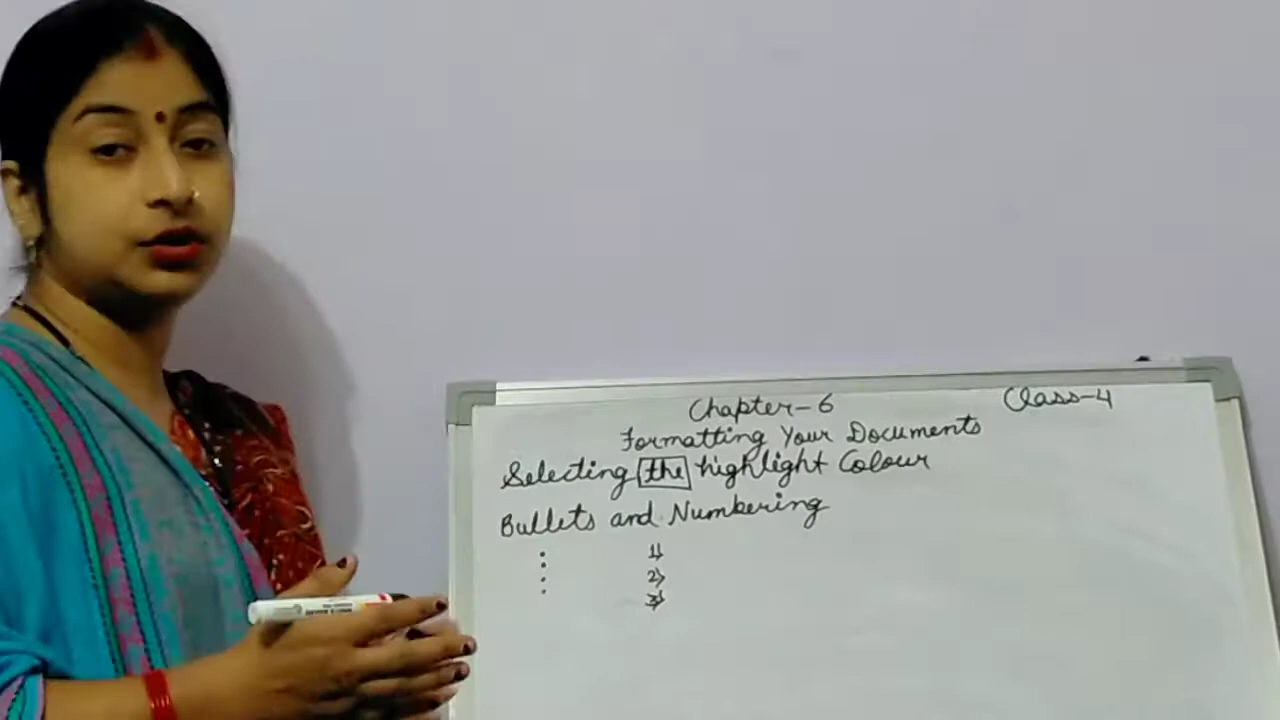 Chapter-6 Class-4
Formatting Your Documents
Selecting the highlight Colour
Bullets and Numbering
1)
2)
3)